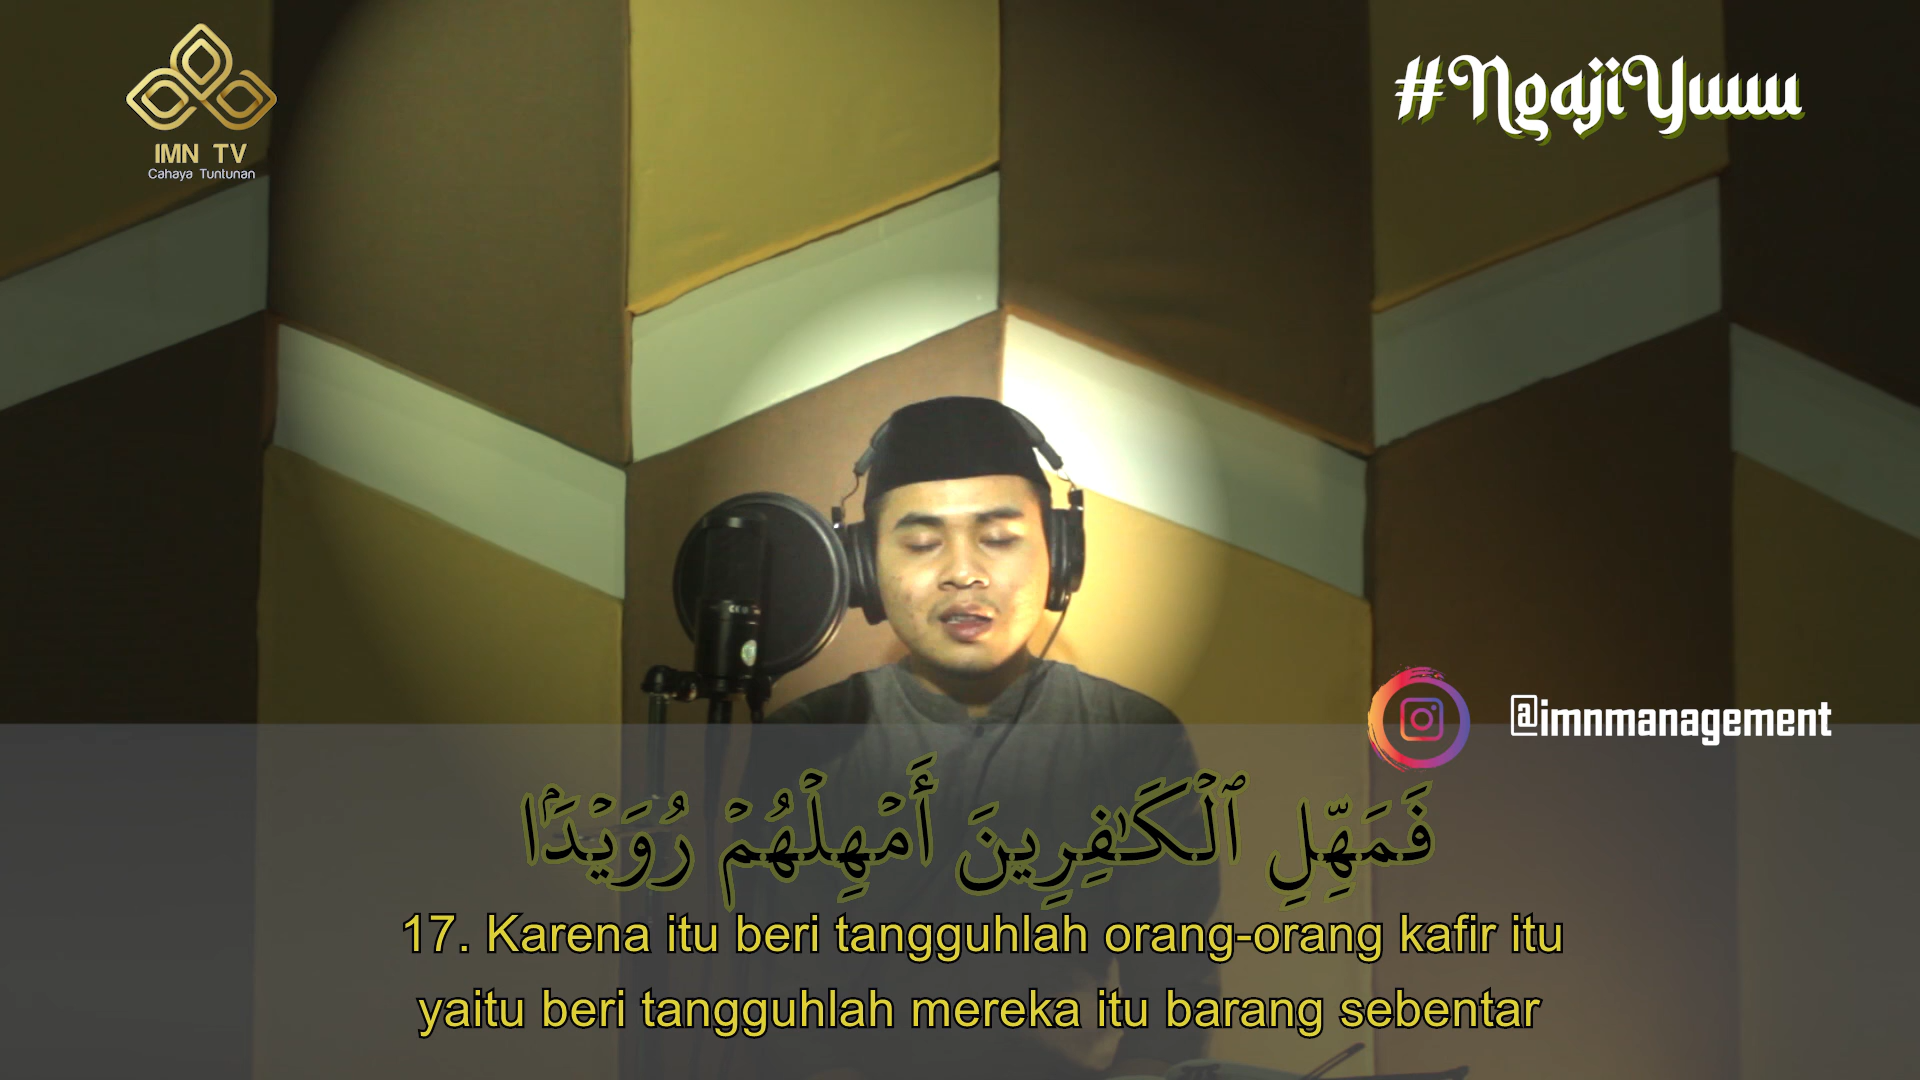 IMN TV
Cahaya Tuntunan
#NgajiYuuu
@imnmanagement
فَمَهِّلِ ٱلْكَـٰفِرِينَ أَمْهِلْهُمْ رُوَيْدًۢا
17. Karena itu beri tangguhlah orang-orang kafir itu
yaitu beri tangguhlah mereka itu barang sebentar